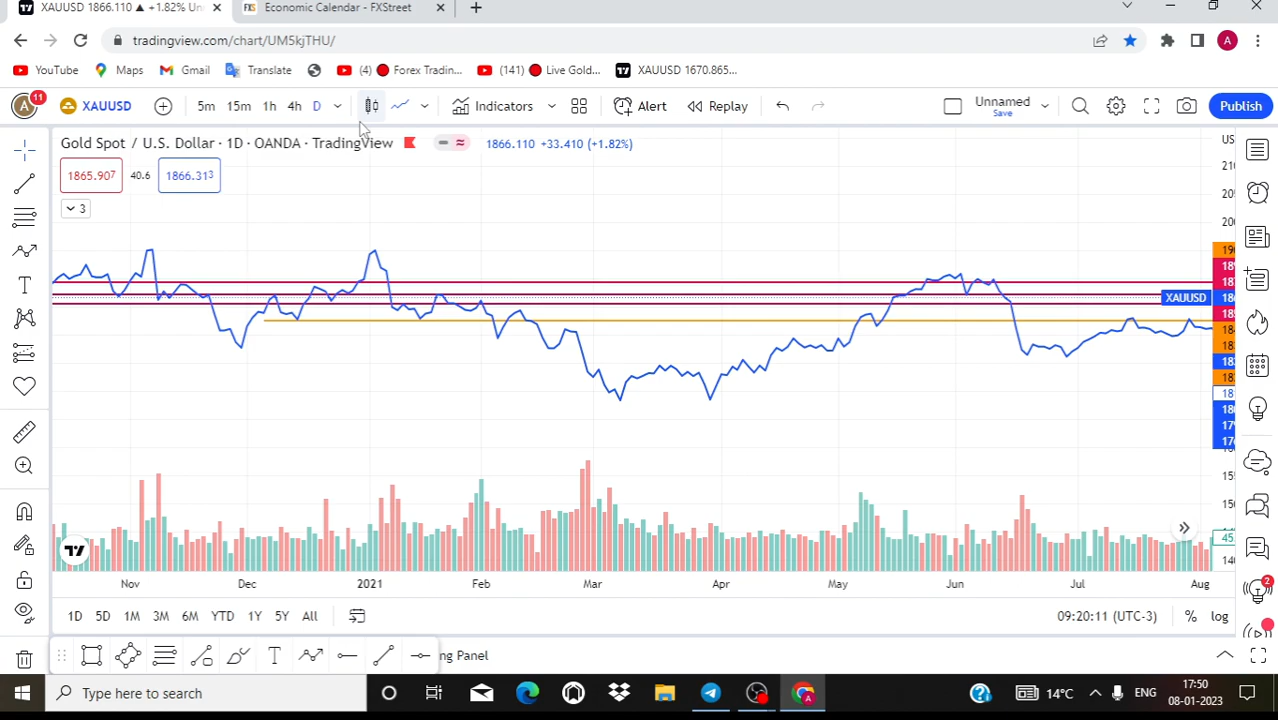 XAUUSD 1866.110 ▲ +1.82% Un
Economic Calendar - FXStreet
tradingview.com/chart/UM5kjTHU/
A
YouTube
Maps
Gmail
Translate
(4) 🔴 Forex Tradin...
(141) 🔴 Live Gold...
XAUUSD 1670.865...
A
11
XAUUSD
5m 15m 1h 4h D
Indicators
Alert
Replay
Unnamed
Save
Publish
Gold Spot / U.S. Dollar · 1D · OANDA · TradingView
1866.110 +33.410 (+1.82%)
1865.907
40.6
1866.313
3
XAUUSD
Nov Dec 2021 Feb Mar Apr May Jun Jul Aug
1D 5D 1M 3M 6M YTD 1Y 5Y All
09:20:11 (UTC-3)
% log
2
ng Panel
Type here to search
14°C
ENG
17:50
08-01-2023